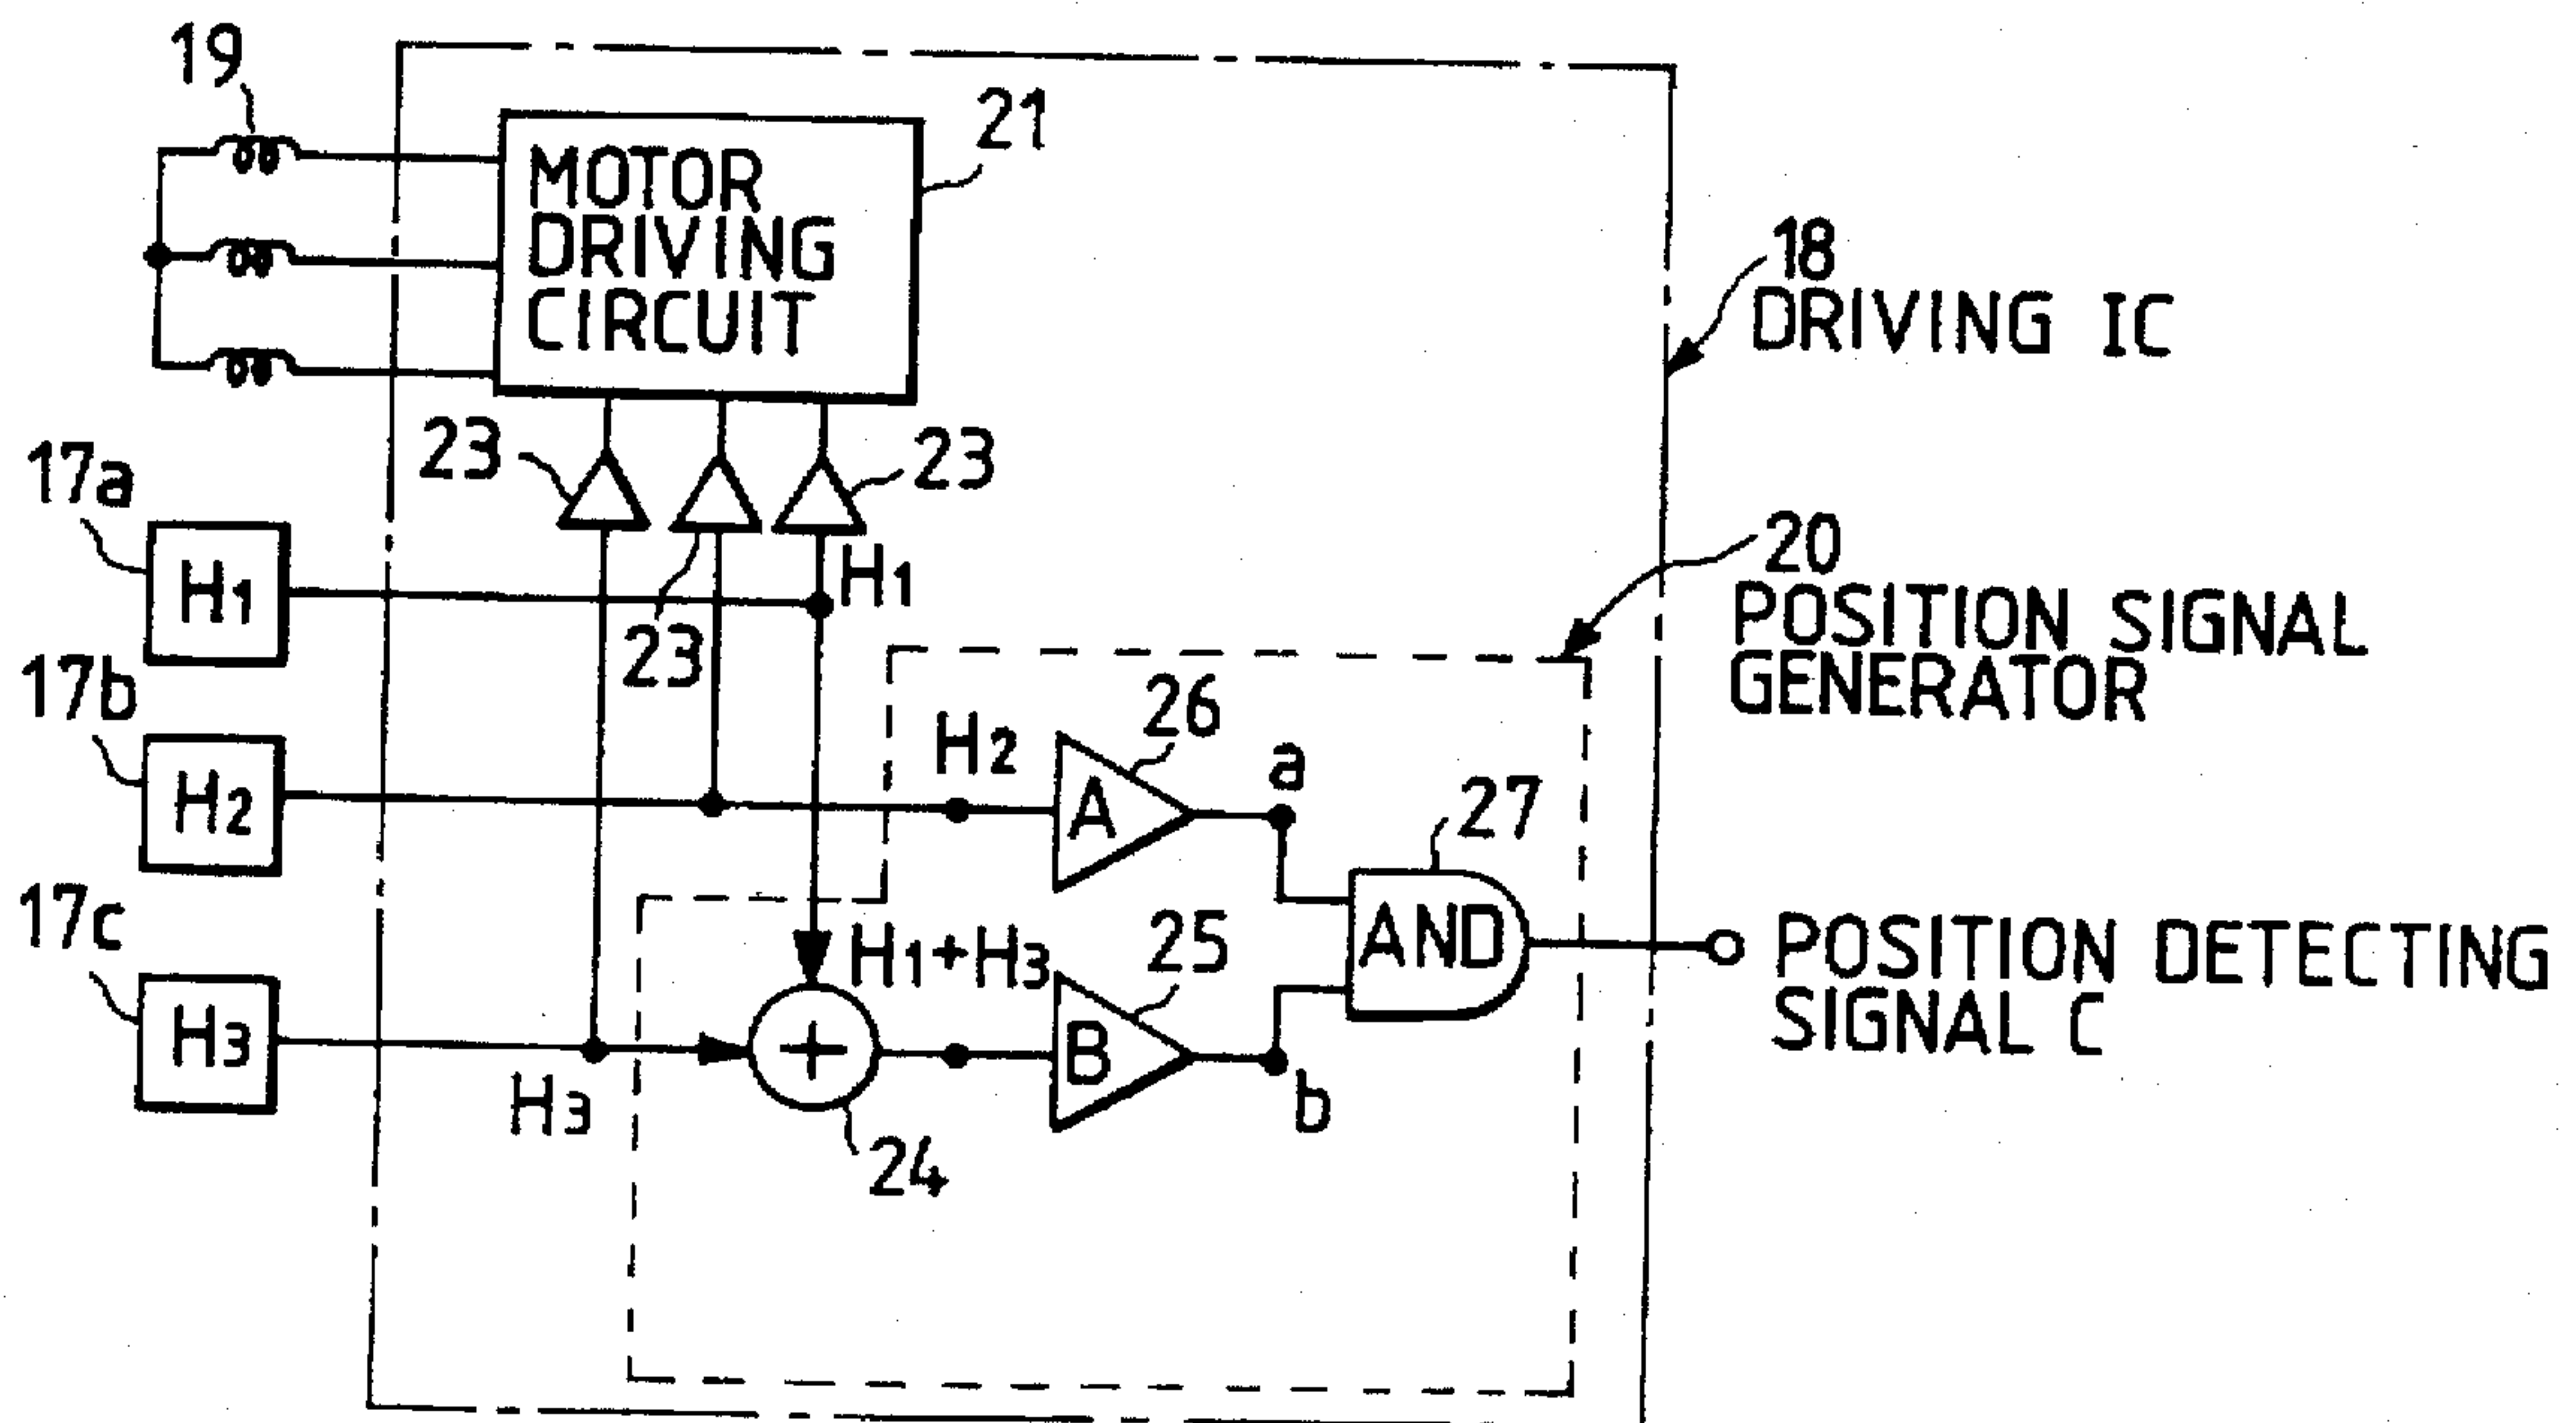 19
21
MOTOR
DRIVING
CIRCUIT
18
DRIVING IC
23
23
17a
H1
H1
23
20
POSITION SIGNAL
GENERATOR
17b
H2
H2
26
A
a
27
AND
17c
H3
H3
H1+H3
25
B
b
+
24
POSITION DETECTING
SIGNAL C